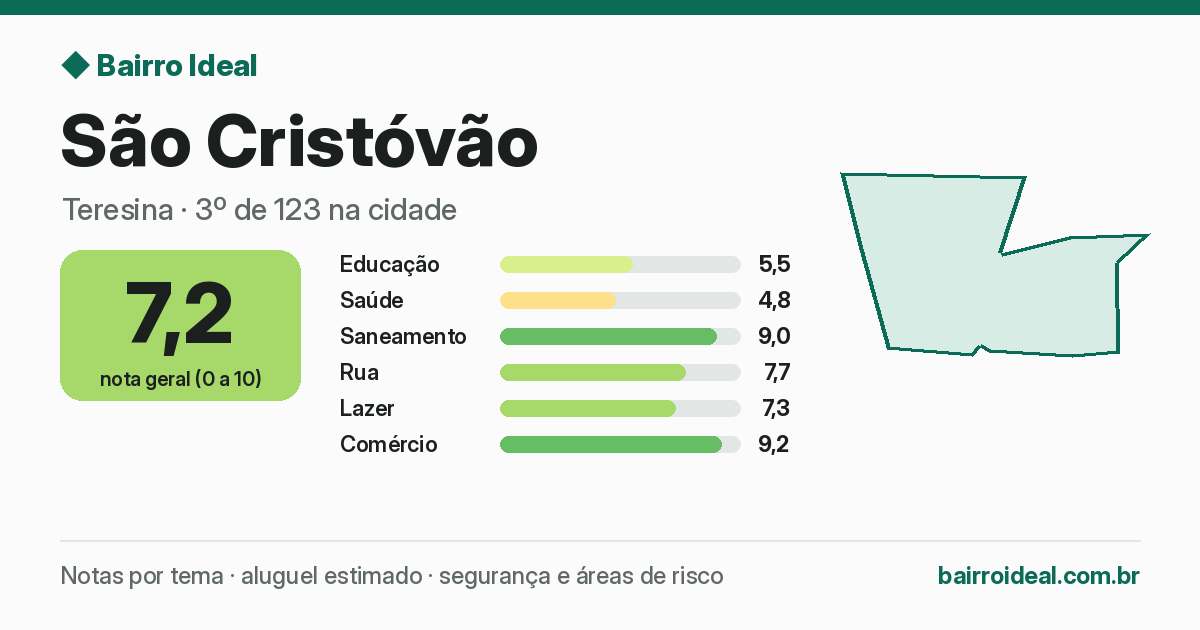 Bairro Ideal
São Cristóvão
Teresina · 3º de 123 na cidade
7,2
nota geral (0 a 10)
Educação 5,5
Saúde 4,8
Saneamento 9,0
Rua 7,7
Lazer 7,3
Comércio 9,2
Notas por tema · aluguel estimado · segurança e áreas de risco
bairroideal.com.br